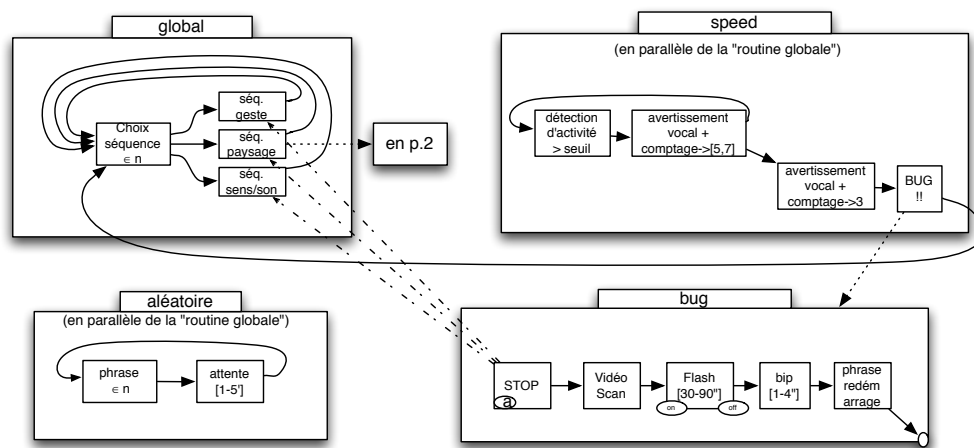 global
Choix
séquence
∈ n
séq.
geste
séq.
paysage
séq.
sens/son
en p.2
speed
(en parallèle de la "routine globale")
détection
d'activité
> seuil
avertissement
vocal +
comptage->[5,7]
avertissement
vocal +
comptage->3
BUG
!!
aléatoire
(en parallèle de la "routine globale")
phrase
∈ n
attente
[1-5']
bug
STOP
a
Vidéo
Scan
Flash
[30-90"]
on
off
bip
[1-4"]
phrase
redém
arrage